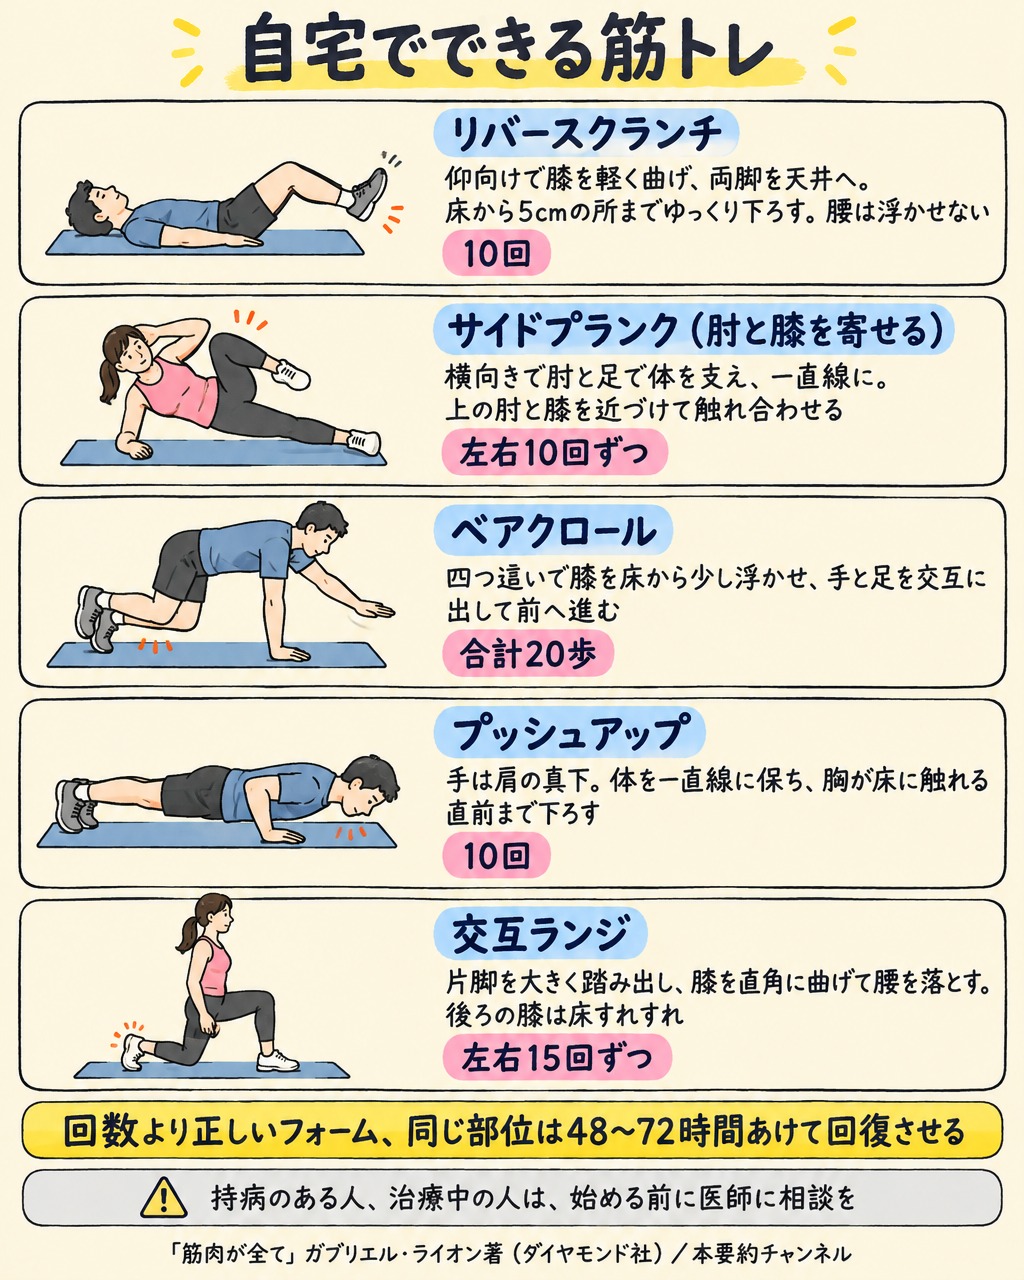 自宅でできる筋トレ
リバースクランチ
仰向けで膝を軽く曲げ、両脚を天井へ。
床から5cmの所までゆっくり下ろす。腰は浮かせない
10回
サイドプランク(肘と膝を寄せる)
横向きで肘と足で体を支え、一直線に。
上の肘と膝を近づけて触れ合わせる
左右10回ずつ
ベアクロール
四つ這いで膝を床から少し浮かせ、手と足を交互に
出して前へ進む
合計20歩
プッシュアップ
手は肩の真下。体を一直線に保ち、胸が床に触れる
直前まで下ろす
10回
交互ランジ
片脚を大きく踏み出し、膝を直角に曲げて腰を落とす。
後ろの膝は床すれすれ
左右15回ずつ
回数より正しいフォーム、同じ部位は48〜72時間あけて回復させる
持病のある人、治療中の人は、始める前に医師に相談を
「筋肉が全て」ガブリエル・ライオン著(ダイヤモンド社)/本要約チャンネル